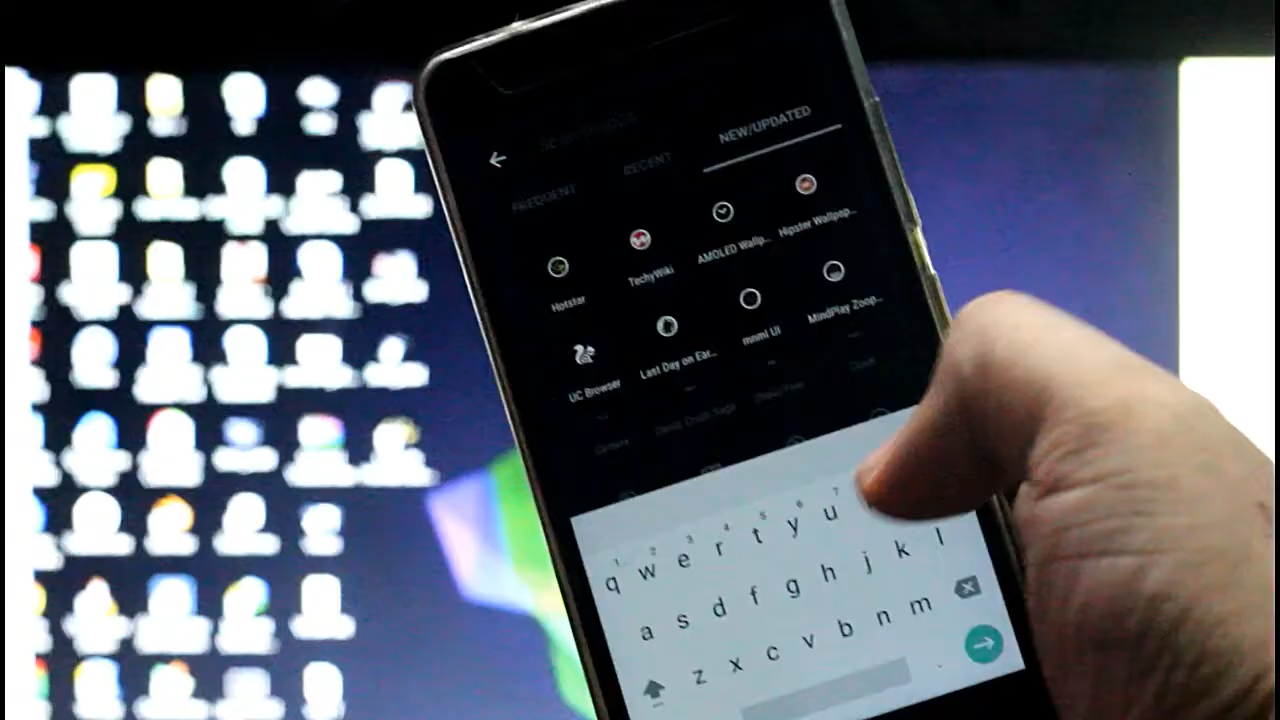 NEW/UPDATED
RECENT
FREQUENT
Hotstar
TechyWiki
AMOLED Wallp...
Hipster Wallpap...
UC Browser
Last Day on Ear...
mnml UI
MindPlay Zoop...
1 2 3 4 5 6 7
q w e r t y u
a s d f g h j k l
z x c v b n m
.